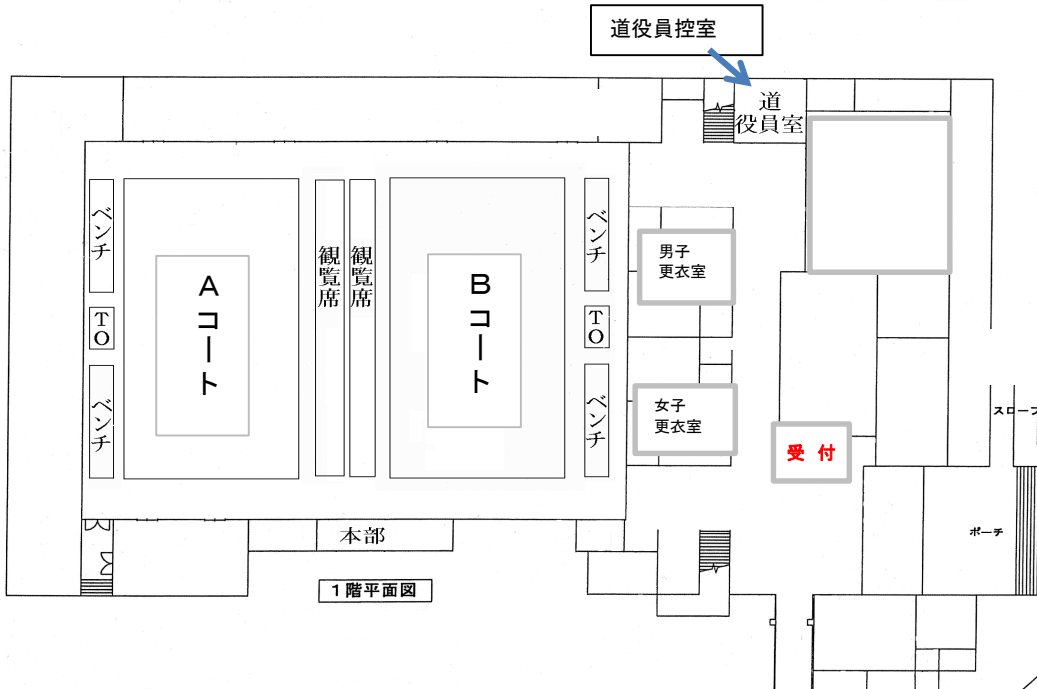 道役員控室
道
役員室
ベンチ
TO
ベンチ
Aコート
観覧席
観覧席
Bコート
ベンチ
TO
ベンチ
男子
更衣室
女子
更衣室
受 付
スロープ
ポーチ
本部
1階平面図